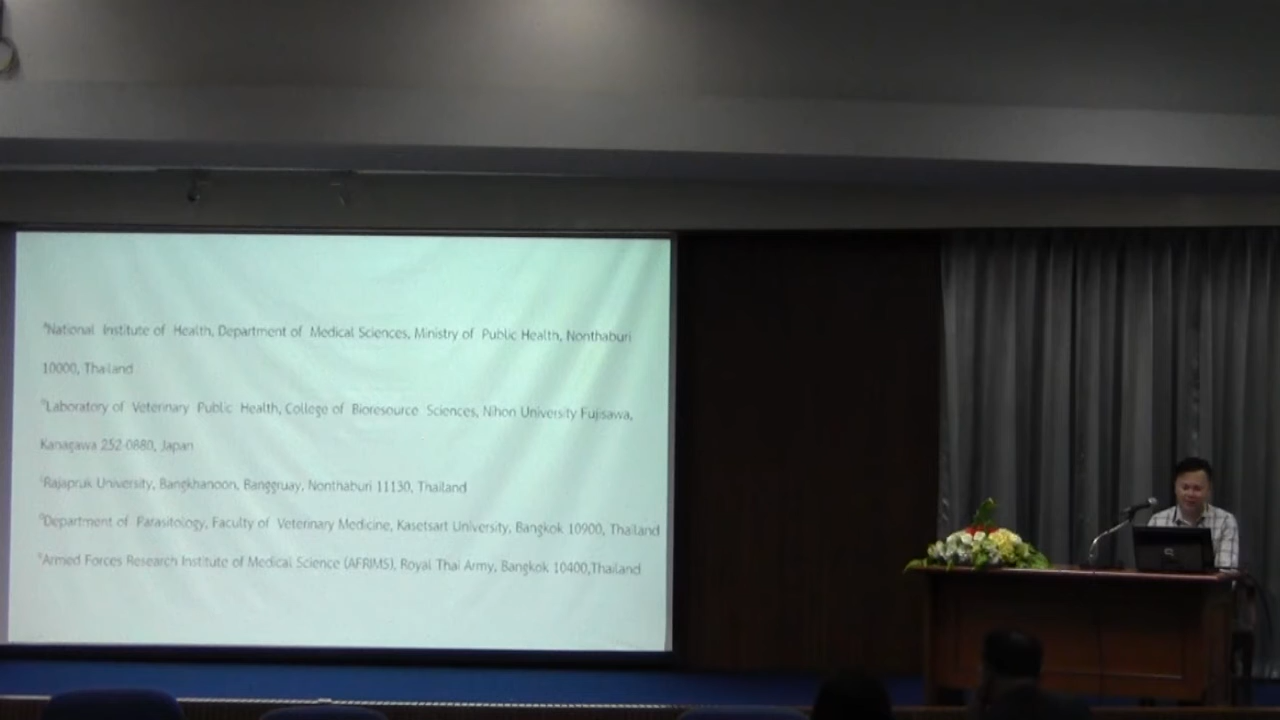 ᵃNational Institute of Health, Department of Medical Sciences, Ministry of Public Health, Nonthaburi
10000, Thailand
ᵇLaboratory of Veterinary Public Health, College of Bioresource Sciences, Nihon University Fujisawa,
Kanagawa 252-0880, Japan
ᶜRajapruk University, Bangkhanoon, Banggruay, Nonthaburi 11130, Thailand
ᵈDepartment of Parasitology, Faculty of Veterinary Medicine, Kasetsart University, Bangkok 10900, Thailand
ᵉArmed Forces Research Institute of Medical Science (AFRIMS), Royal Thai Army, Bangkok 10400,Thailand